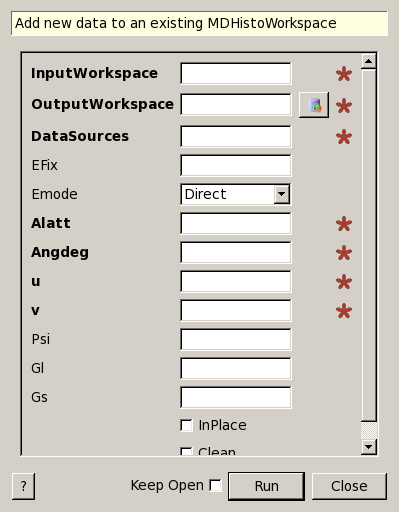 Add new data to an existing MDHistoWorkspace
InputWorkspace
OutputWorkspace
DataSources
EFix
Emode Direct
Alatt
Angdeg
u
v
Psi
Gl
Gs
InPlace
Clean
? Keep Open Run Close